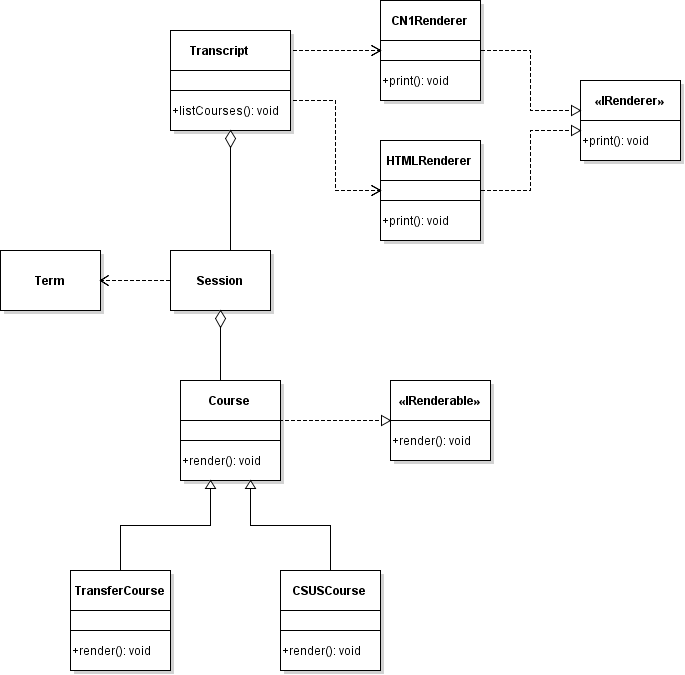 CN1Renderer
+print(): void
Transcript
+listCourses(): void
«IRenderer»
+print(): void
HTMLRenderer
+print(): void
Term
Session
Course
+render(): void
«IRenderable»
+render(): void
TransferCourse
+render(): void
CSUSCourse
+render(): void